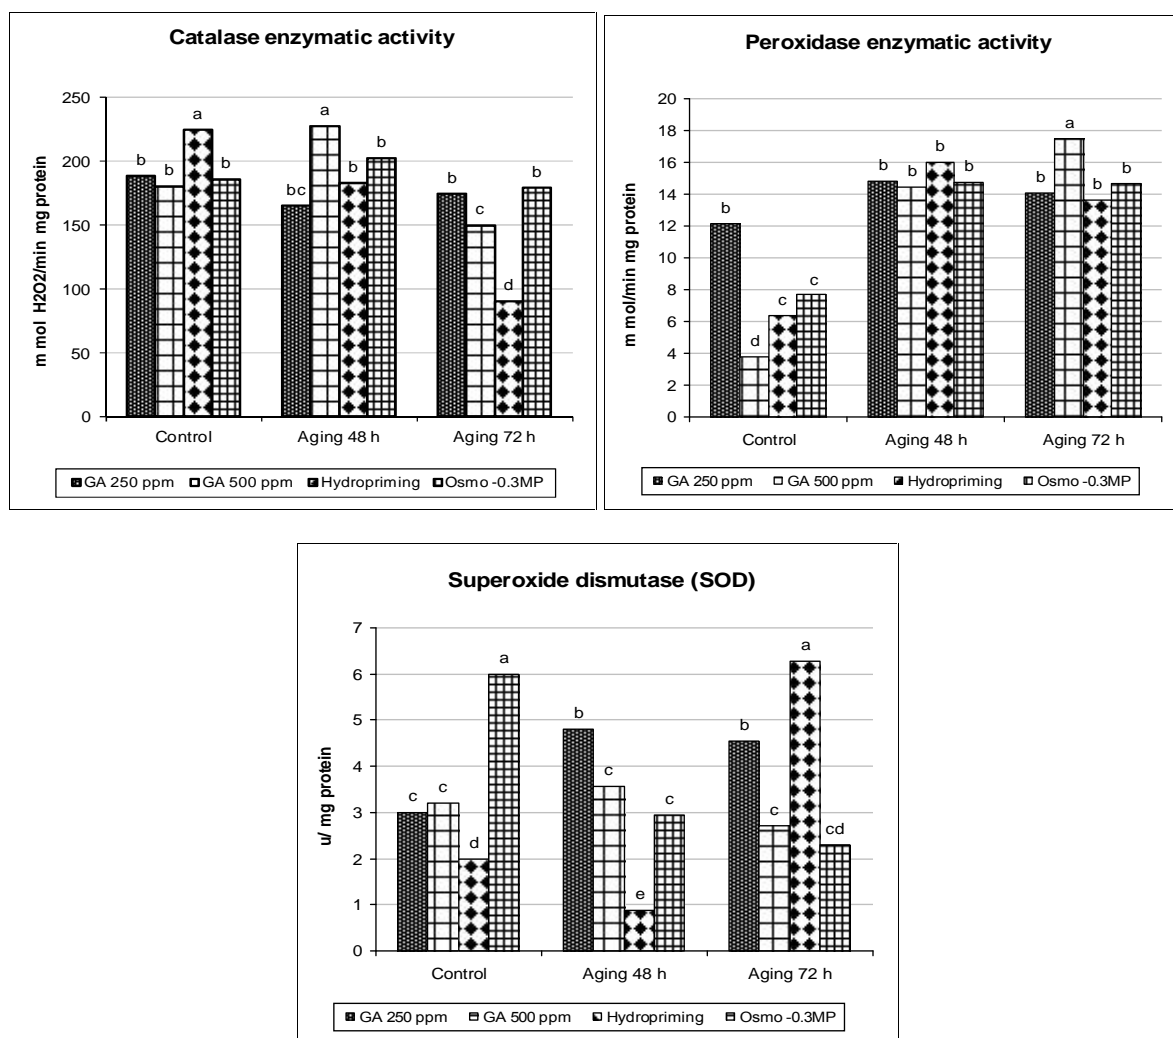 Catalase enzymatic activity
m mol H2O2/min mg protein
250
200
150
100
50
0
b
b
a
b
bc
a
b
b
b
c
d
b
Control
Aging 48 h
Aging 72 h
GA 250 ppm
GA 500 ppm
Hydropriming
Osmo -0.3MP
Peroxidase enzymatic activity
m mol/min mg protein
20
18
16
14
12
10
8
6
4
2
0
b
d
c
c
b
b
b
b
b
a
b
b
Control
Aging 48 h
Aging 72 h
GA 250 ppm
GA 500 ppm
Hydropriming
Osmo -0.3MP
Superoxide dismutase (SOD)
u/ mg protein
7
6
5
4
3
2
1
0
c
c
d
a
b
c
e
c
b
c
a
cd
Control
Aging 48 h
Aging 72 h
GA 250 ppm
GA 500 ppm
Hydropriming
Osmo -0.3MP